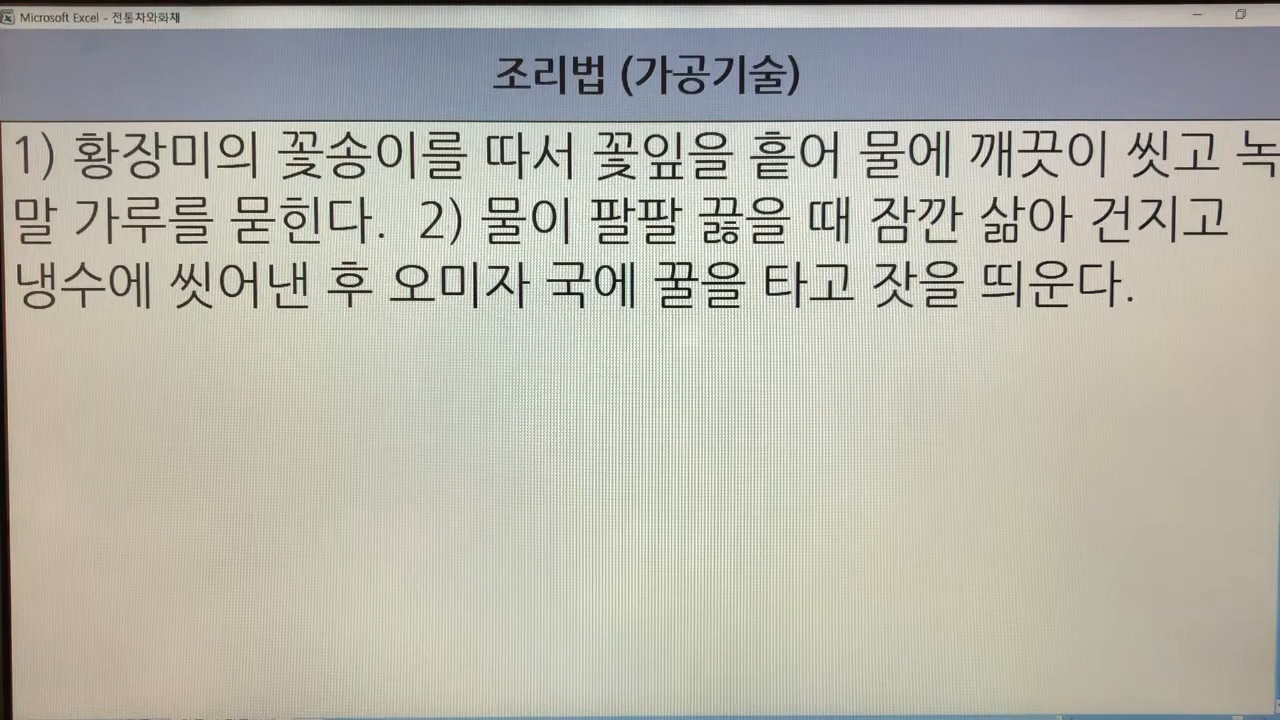 Microsoft Excel - 전통차와화채
조리법 (가공기술)
1) 황장미의 꽃송이를 따서 꽃잎을 흩어 물에 깨끗이 씻고 녹
말 가루를 묻힌다. 2) 물이 팔팔 끓을 때 잠깐 삶아 건지고
냉수에 씻어낸 후 오미자 국에 꿀을 타고 잣을 띄운다.